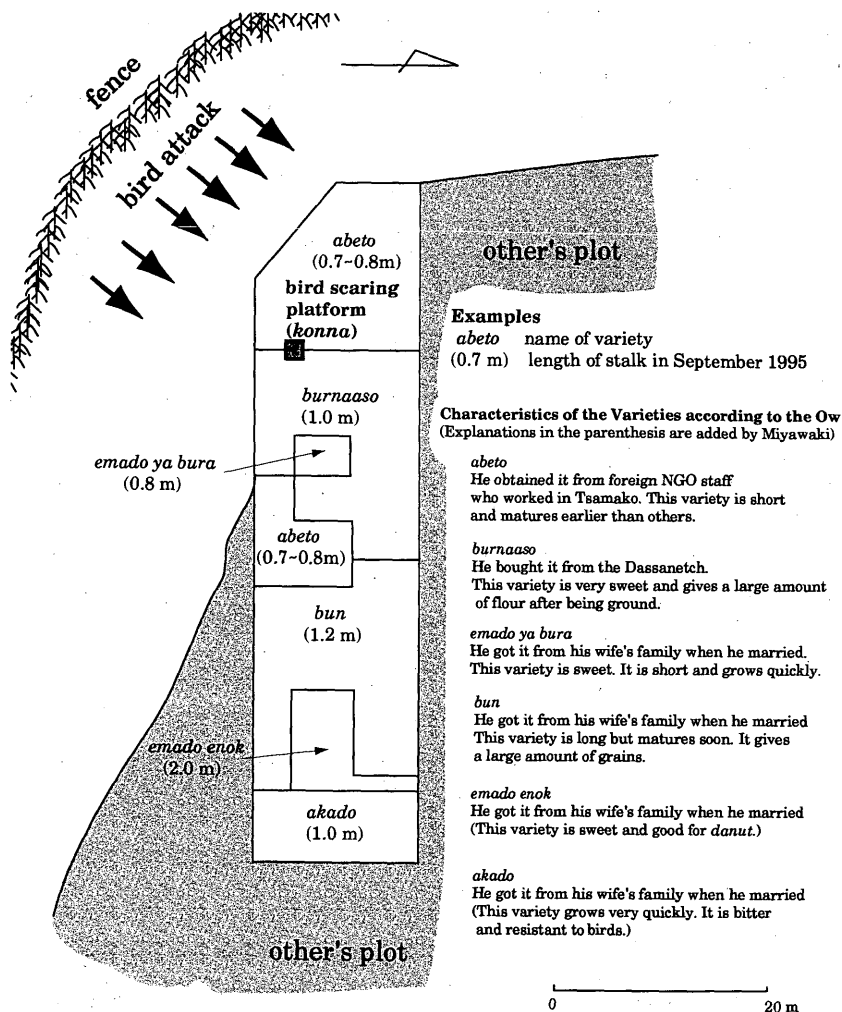 fence
bird attack
abeto
(0.7~0.8m)
other's plot
bird scaring
platform
(konna)
Examples
abeto name of variety
(0.7 m) length of stalk in September 1995
burnaaso
(1.0 m)
emado ya bura
(0.8 m)
abeto
(0.7~0.8m)
bun
(1.2 m)
emado enok
(2.0 m)
akado
(1.0 m)
other's plot
Characteristics of the Varieties according to the Ow
(Explanations in the parenthesis are added by Miyawaki)
abeto
He obtained it from foreign NGO staff
who worked in Tsamako. This variety is short
and matures earlier than others.
burnaaso
He bought it from the Dassanetch.
This variety is very sweet and gives a large amount
of flour after being ground.
emado ya bura
He got it from his wife's family when he married.
This variety is sweet. It is short and grows quickly.
bun
He got it from his wife's family when he married
This variety is long but matures soon. It gives
a large amount of grains.
emado enok
He got it from his wife's family when he married
(This variety is sweet and good for danut.)
akado
He got it from his wife's family when he married
(This variety grows very quickly. It is bitter
and resistant to birds.)
0 20 m